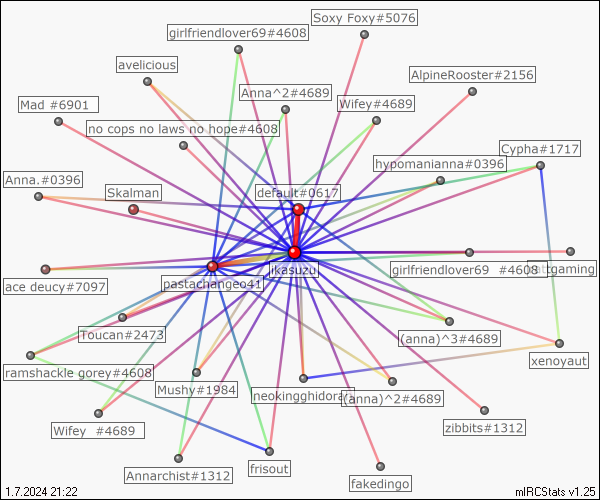 Soxy Foxy#5076
girlfriendlover69#4608
avelicious
AlpineRooster#2156
Anna^2#4689
Mad #6901
Wifey#4689
no cops no laws no hope#4608
Cypha#1717
hypomanianna#0396
Anna.#0396
Skalman
default#0617
ikasuzu
girlfriendlover69 #4608
gaming
ace deucy#7097
pastachangeo41
Toucan#2473
(anna)^3#4689
xenoyaut
ramshackle gorey#4608
Mushy#1984
neokingghidora
(anna)^2#4689
Wifey #4689
zibbits#1312
frisout
Annarchist#1312
fakedingo
1.7.2024 21:22
mIRCStats v1.25